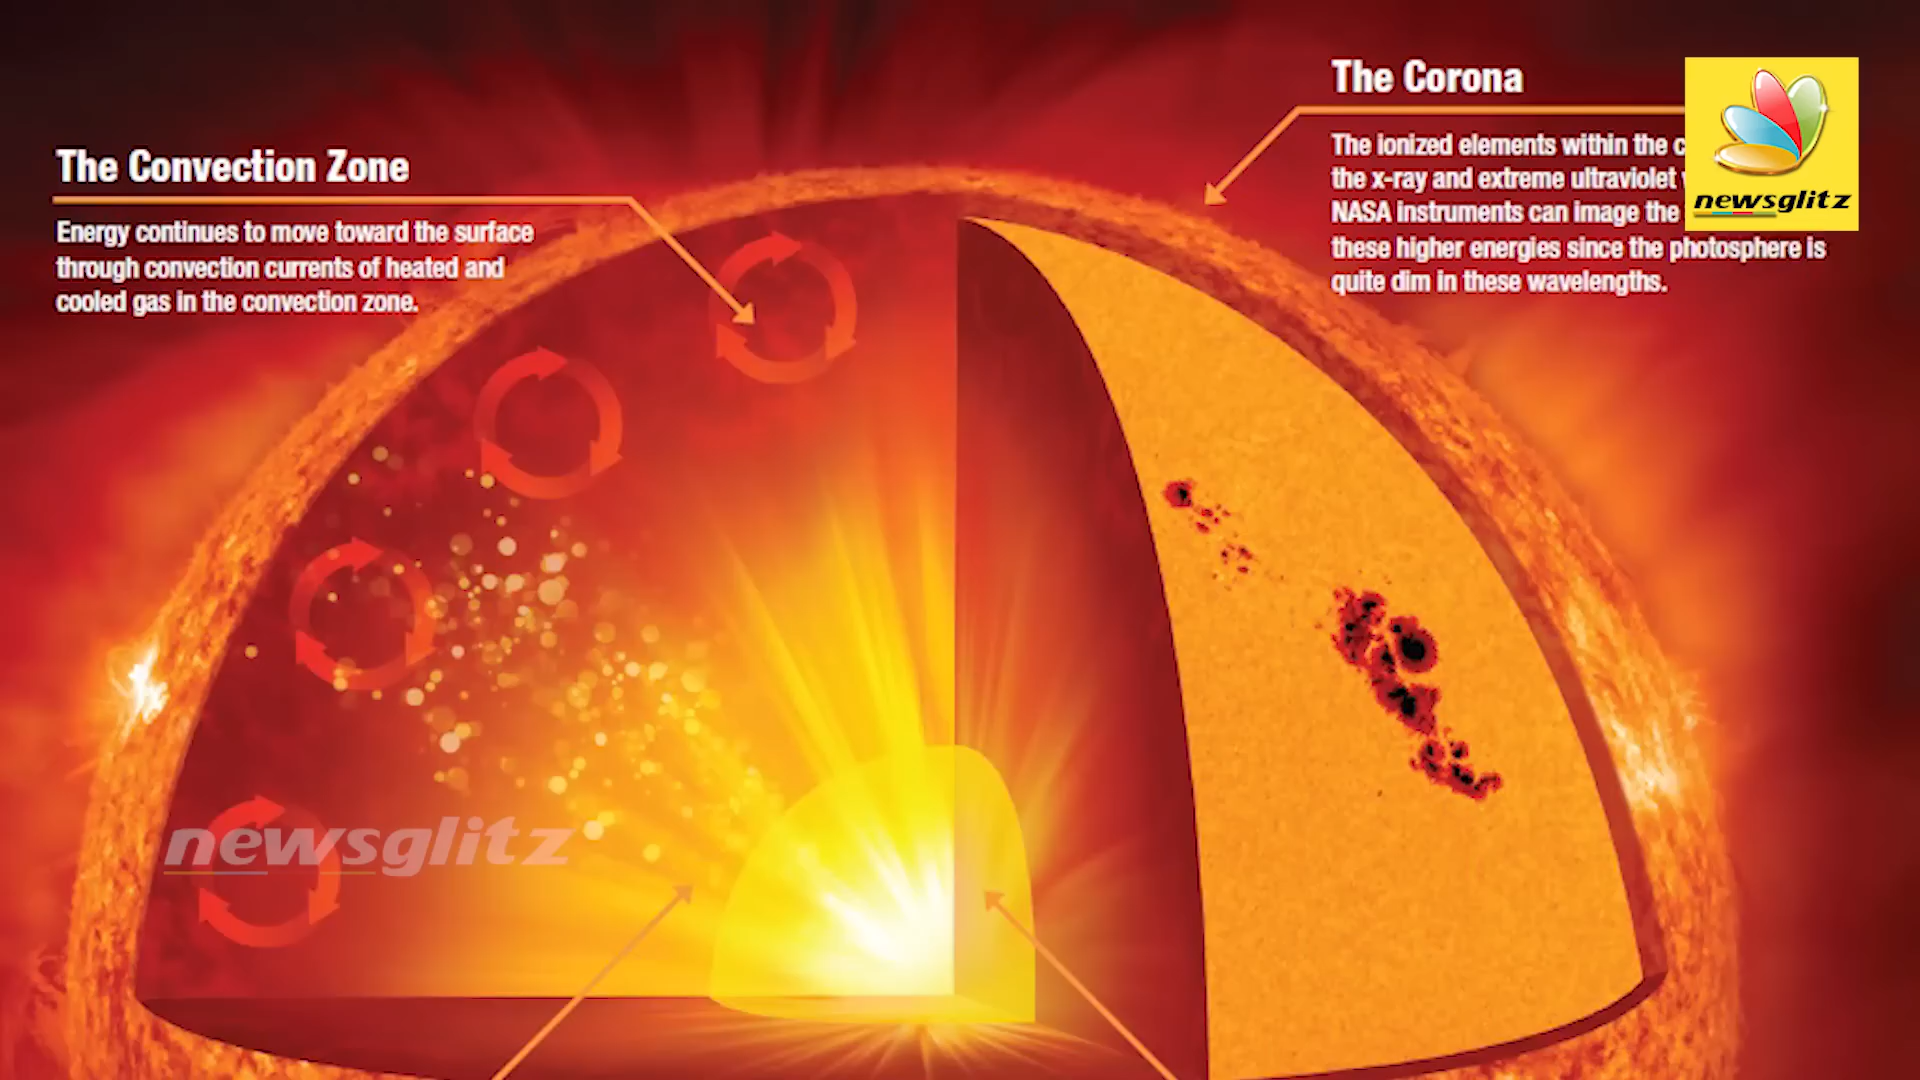 The Convection Zone
Energy continues to move toward the surface
through convection currents of heated and
cooled gas in the convection zone.
The Corona
The ionized elements within the
the x-ray and extreme ultraviolet
NASA instruments can image the
these higher energies since the photosphere is
quite dim in these wavelengths.
newsglitz
newsglitz